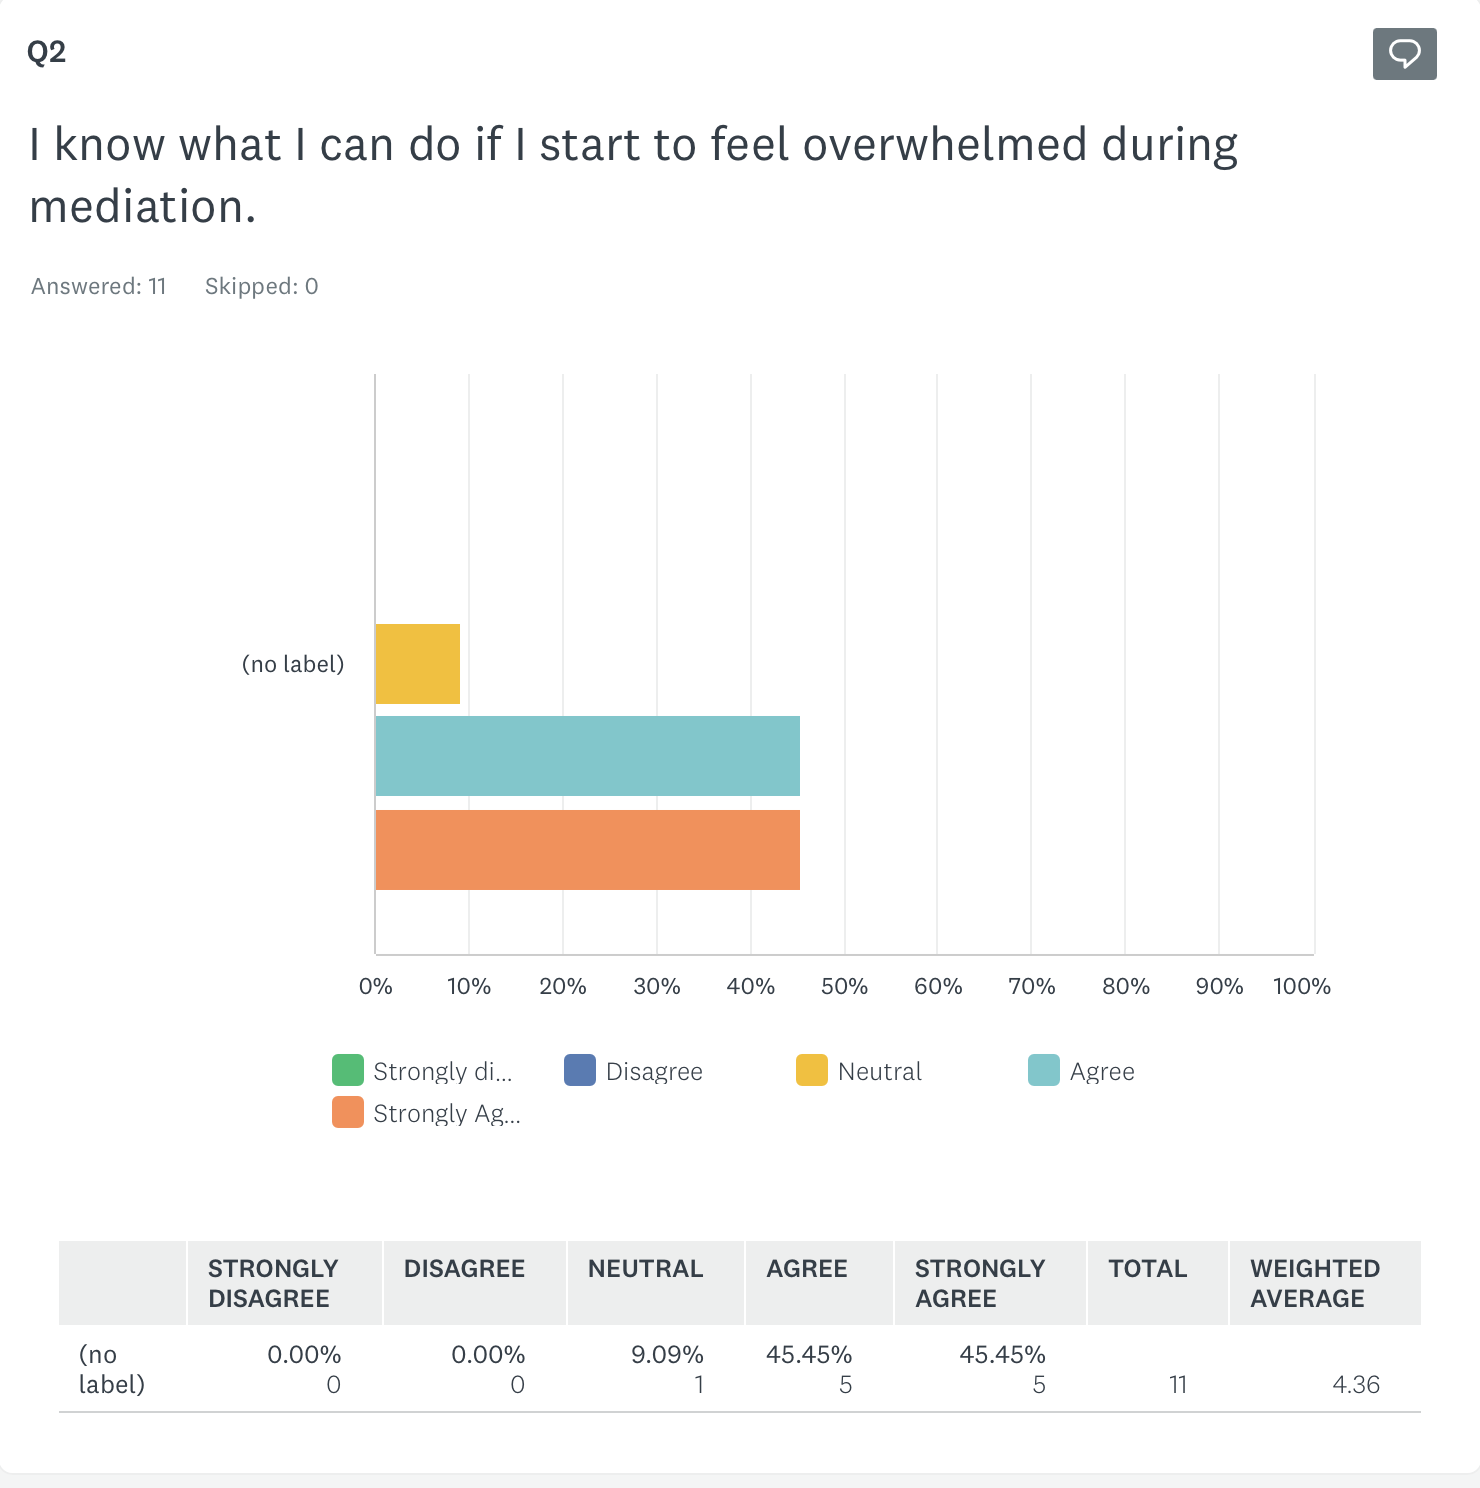 Q2
I know what I can do if I start to feel overwhelmed during
mediation.
Answered: 11 Skipped: 0
(no label)
0% 10% 20% 30% 40% 50% 60% 70% 80% 90% 100%
Strongly di... Disagree Neutral Agree
Strongly Ag...
STRONGLY DISAGREE NEUTRAL AGREE STRONGLY TOTAL WEIGHTED
DISAGREE AGREE AVERAGE
(no 0.00% 0.00% 9.09% 45.45% 45.45%
label) 0 0 1 5 5 11 4.36